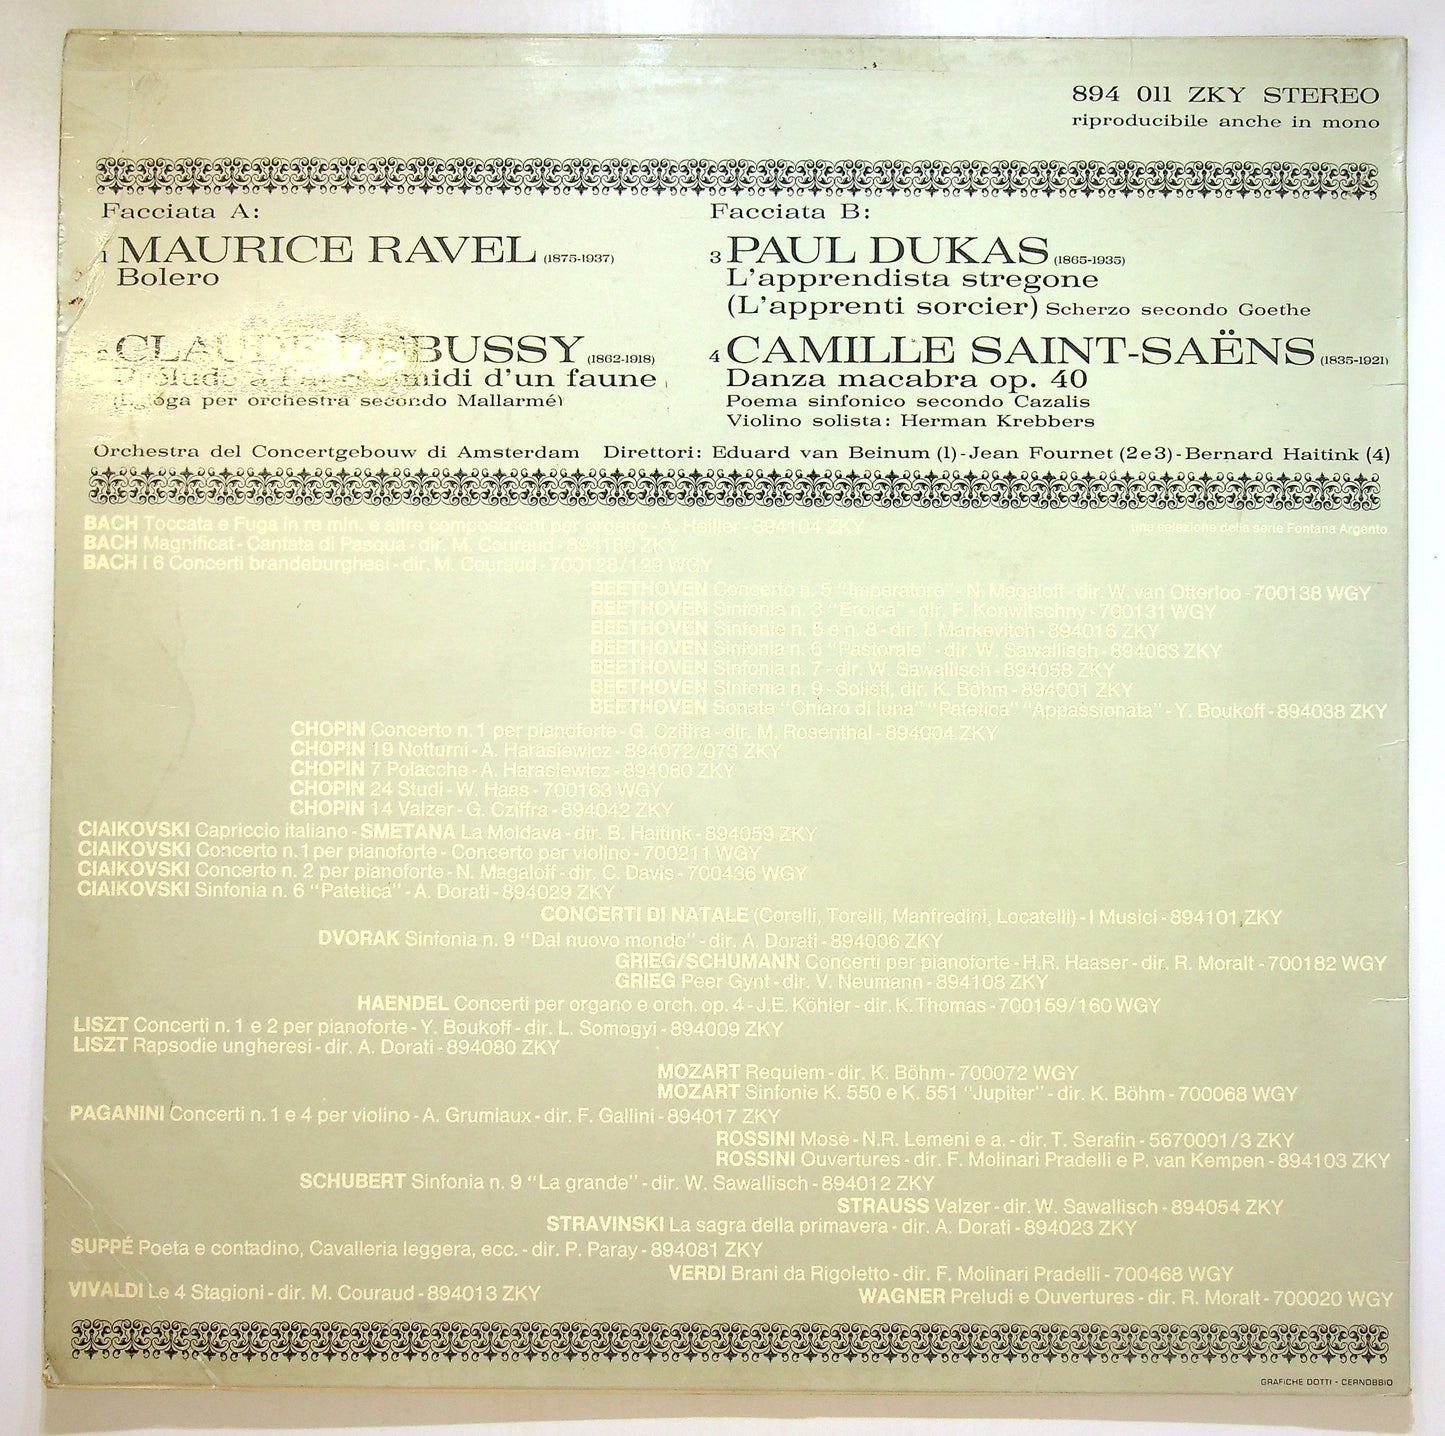 894 011 ZKY STEREO
riproducibile anche in mono
Facciata A:
1 MAURICE RAVEL (1875-1937)
Bolero
2 CLAUDE DEBUSSY (1862-1918)
Prélude à l'après-midi d'un faune
(Egloga per orchestra secondo Mallarmé)
Facciata B:
3 PAUL DUKAS (1865-1935)
L'apprendista stregone
(L'apprenti sorcier) Scherzo secondo Goethe
4 CAMILLE SAINT-SAËNS (1835-1921)
Danza macabra op. 40
Poema sinfonico secondo Cazalis
Violino solista: Herman Krebbers
Orchestra del Concertgebouw di Amsterdam Direttori: Eduard van Beinum (1)-Jean Fournet (2e3)-Bernard Haitink (4)
una selezione della serie Fontana Argento
BACH Toccata e Fuga in re min. e altre composizioni per organo - A. Heiller - 894104 ZKY
BACH Magnificat - Cantata di Pasqua - dir. M. Couraud - 894180 ZKY
BACH I 6 Concerti brandeburghesi - dir. M. Couraud - 700128/129 WGY
BEETHOVEN Concerto n. 5 "Imperatore" - N. Magaloff - dir. W. van Otterloo - 700138 WGY
BEETHOVEN Sinfonia n. 3 "Eroica" - dir. F. Konwitschny - 700131 WGY
BEETHOVEN Sinfonie n. 5 e n. 8 - dir. I. Markevitch - 894016 ZKY
BEETHOVEN Sinfonia n. 6 "Pastorale" - dir. W. Sawallisch - 894063 ZKY
BEETHOVEN Sinfonia n. 7 - dir. W. Sawallisch - 894058 ZKY
BEETHOVEN Sinfonia n. 9 - Solisti, dir. K. Böhm - 894001 ZKY
BEETHOVEN Sonate "Chiaro di luna" "Patetica" "Appassionata" - Y. Boukoff - 894038 ZKY
CHOPIN Concerto n. 1 per pianoforte - G. Cziffra - dir. M. Rosenthal - 894004 ZKY
CHOPIN 19 Notturni - A. Harasiewicz - 894072/073 ZKY
CHOPIN 7 Polacche - A. Harasiewicz - 894060 ZKY
CHOPIN 24 Studi - W. Haas - 700163 WGY
CHOPIN 14 Valzer - G. Cziffra - 894042 ZKY
CIAIKOVSKI Capriccio italiano - SMETANA La Moldava - dir. B. Haitink - 894059 ZKY
CIAIKOVSKI Concerto n. 1 per pianoforte - Concerto per violino - 700211 WGY
CIAIKOVSKI Concerto n. 2 per pianoforte - N. Magaloff - dir. C. Davis - 700436 WGY
CIAIKOVSKI Sinfonia n. 6 "Patetica" - A. Dorati - 894029 ZKY
CONCERTI DI NATALE (Corelli, Torelli, Manfredini, Locatelli) - I Musici - 894101 ZKY
DVORAK Sinfonia n. 9 "Dal nuovo mondo" - dir. A. Dorati - 894006 ZKY
GRIEG/SCHUMANN Concerti per pianoforte - H.R. Haaser - dir. R. Moralt - 700182 WGY
GRIEG Peer Gynt - dir. V. Neumann - 894108 ZKY
HAENDEL Concerti per organo e orch. op. 4 - J.E. Köhler - dir. K. Thomas - 700159/160 WGY
LISZT Concerti n. 1 e 2 per pianoforte - Y. Boukoff - dir. L. Somogyi - 894009 ZKY
LISZT Rapsodie ungheresi - dir. A. Dorati - 894080 ZKY
MOZART Requiem - dir. K. Böhm - 700072 WGY
MOZART Sinfonie K. 550 e K. 551 "Jupiter" - dir. K. Böhm - 700068 WGY
PAGANINI Concerti n. 1 e 4 per violino - A. Grumiaux - dir. F. Gallini - 894017 ZKY
ROSSINI Mosè - N.R. Lemeni e a. - dir. T. Serafin - 5670001/3 ZKY
ROSSINI Ouvertures - dir. F. Molinari Pradelli e P. van Kempen - 894103 ZKY
SCHUBERT Sinfonia n. 9 "La grande" - dir. W. Sawallisch - 894012 ZKY
STRAUSS Valzer - dir. W. Sawallisch - 894054 ZKY
STRAVINSKI La sagra della primavera - dir. A. Dorati - 894023 ZKY
SUPPÉ Poeta e contadino, Cavalleria leggera, ecc. - dir. P. Paray - 894081 ZKY
VERDI Brani da Rigoletto - dir. F. Molinari Pradelli - 700468 WGY
VIVALDI Le 4 Stagioni - dir. M. Couraud - 894013 ZKY
WAGNER Preludi e Ouvertures - dir. R. Moralt - 700020 WGY
GRAFICHE DOTTI - CERNOBBIO